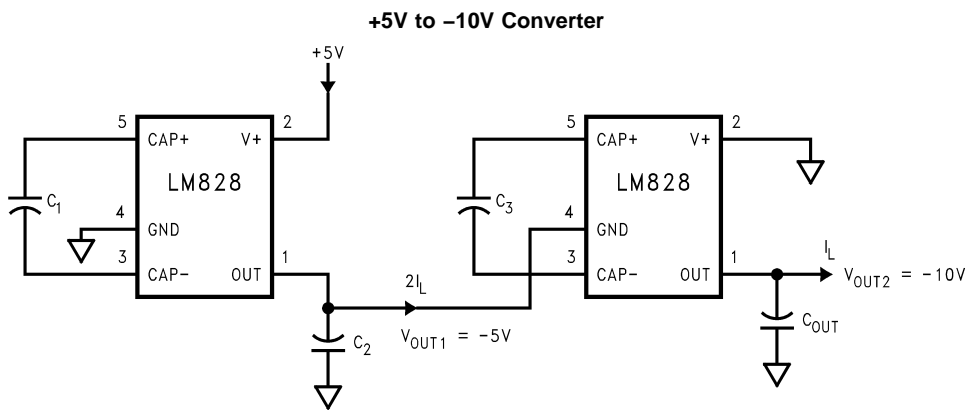 +5V to −10V Converter
+5V
5
CAP+
V+
2
LM828
C1
4
GND
3
CAP−
OUT
1
2IL
VOUT1 = −5V
C2
5
CAP+
V+
2
LM828
C3
4
GND
3
CAP−
OUT
1
IL
VOUT2 = −10V
COUT